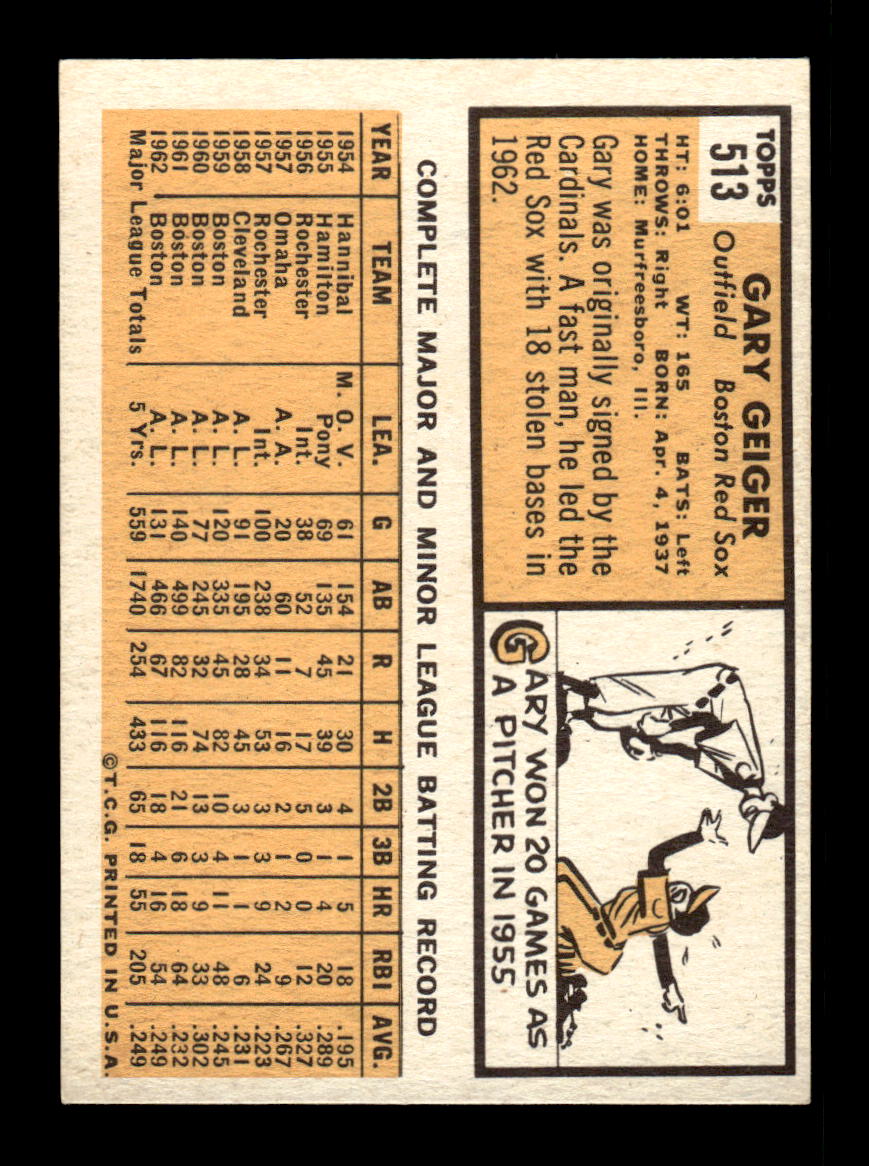 TOPPS
513
GARY GEIGER
Outfield Boston Red Sox
HT: 6:01 WT: 165 BATS: Left
THROWS: Right BORN: Apr. 4, 1937
HOME: Murfreesboro, Ill.
Gary was originally signed by the
Cardinals. A fast man, he led the
Red Sox with 18 stolen bases in
1962.
GARY WON 20 GAMES AS
A PITCHER IN 1955
COMPLETE MAJOR AND MINOR LEAGUE BATTING RECORD
YEAR TEAM LEA. G AB R H 2B 3B HR RBI AVG.
1954 Hannibal M. O. V. 61 154 21 30 4 1 5 18 .195
1955 Hamilton Pony 69 135 45 39 3 1 4 20 .289
1956 Rochester Int. 38 52 7 17 5 0 0 12 .327
1957 Omaha A. A. 20 60 11 16 2 1 2 9 .267
1957 Rochester Int. 100 238 34 53 3 3 9 24 .223
1958 Cleveland A. L. 91 195 28 45 3 1 1 6 .231
1959 Boston A. L. 120 335 45 82 10 4 11 48 .245
1960 Boston A. L. 77 245 32 74 13 3 9 33 .302
1961 Boston A. L. 140 499 82 116 21 6 18 64 .232
1962 Boston A. L. 131 466 67 116 18 4 16 54 .249
Major League Totals 5 Yrs. 559 1740 254 433 65 18 55 205 .249
©T.C.G. PRINTED IN U.S.A.